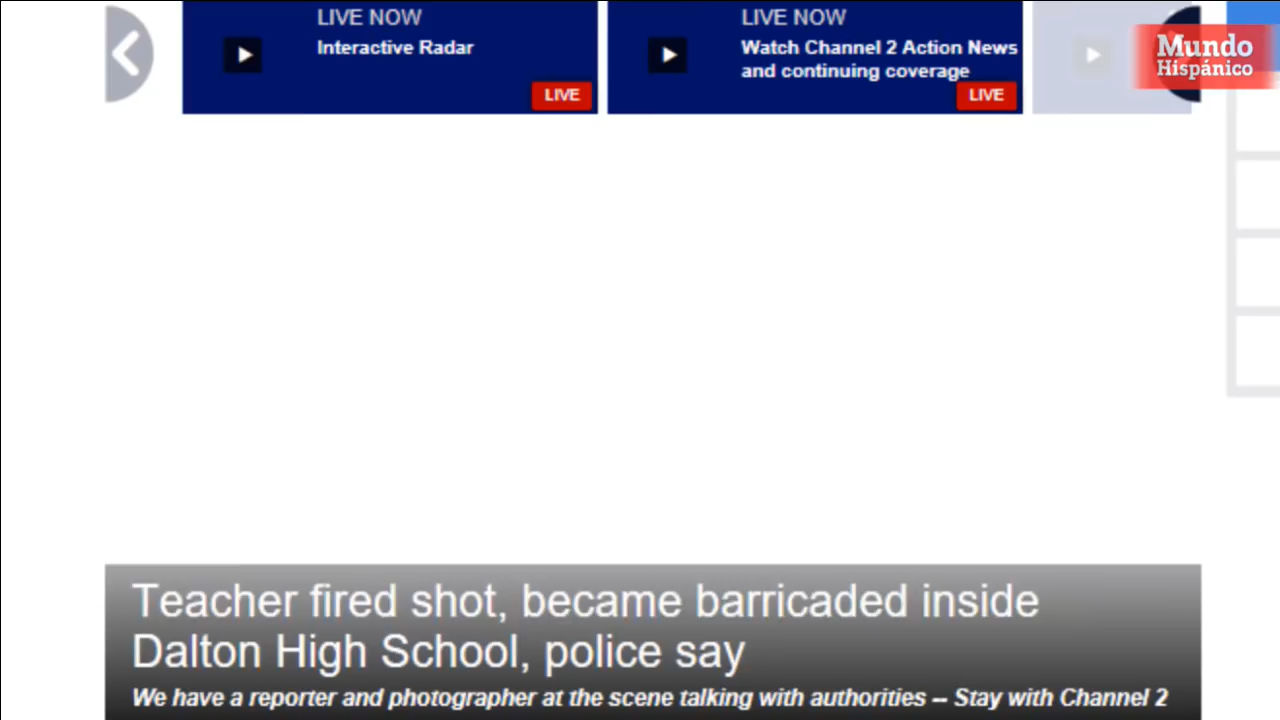 LIVE NOW
Interactive Radar
LIVE
LIVE NOW
Watch Channel 2 Action News
and continuing coverage
LIVE
Mundo
Hispánico
Teacher fired shot, became barricaded inside
Dalton High School, police say
We have a reporter and photographer at the scene talking with authorities -- Stay with Channel 2